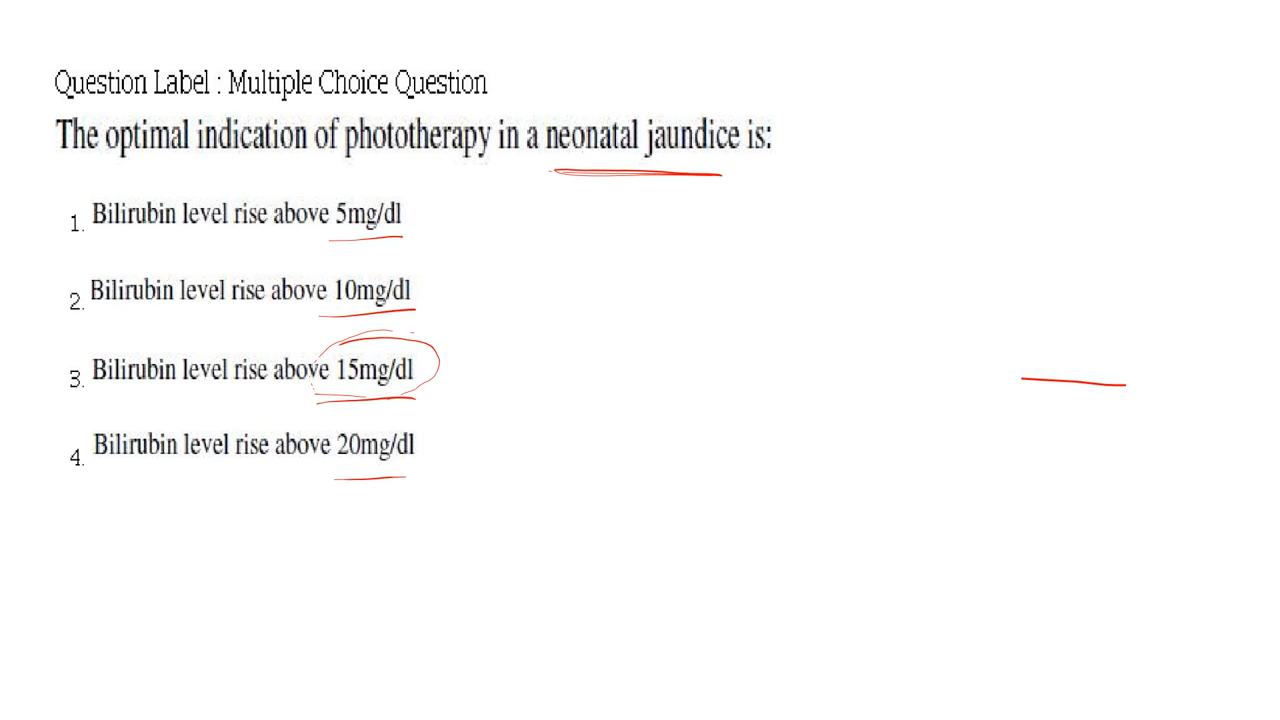 Question Label : Multiple Choice Question
The optimal indication of phototherapy in a neonatal jaundice is:
1. Bilirubin level rise above 5mg/dl
2. Bilirubin level rise above 10mg/dl
3. Bilirubin level rise above 15mg/dl
4. Bilirubin level rise above 20mg/dl